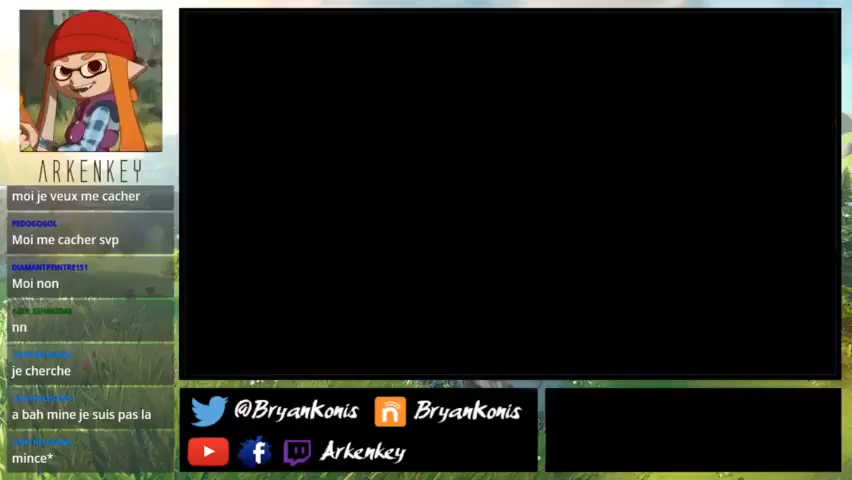 ARKENKEY
moi je veux me cacher
PEDOGOGOL
Moi me cacher svp
DIAMANTPEINTRE151
Moi non
nn
je cherche
a bah mine je suis pas la
mince*
@BryanKonis
BryanKonis
Arkenkey